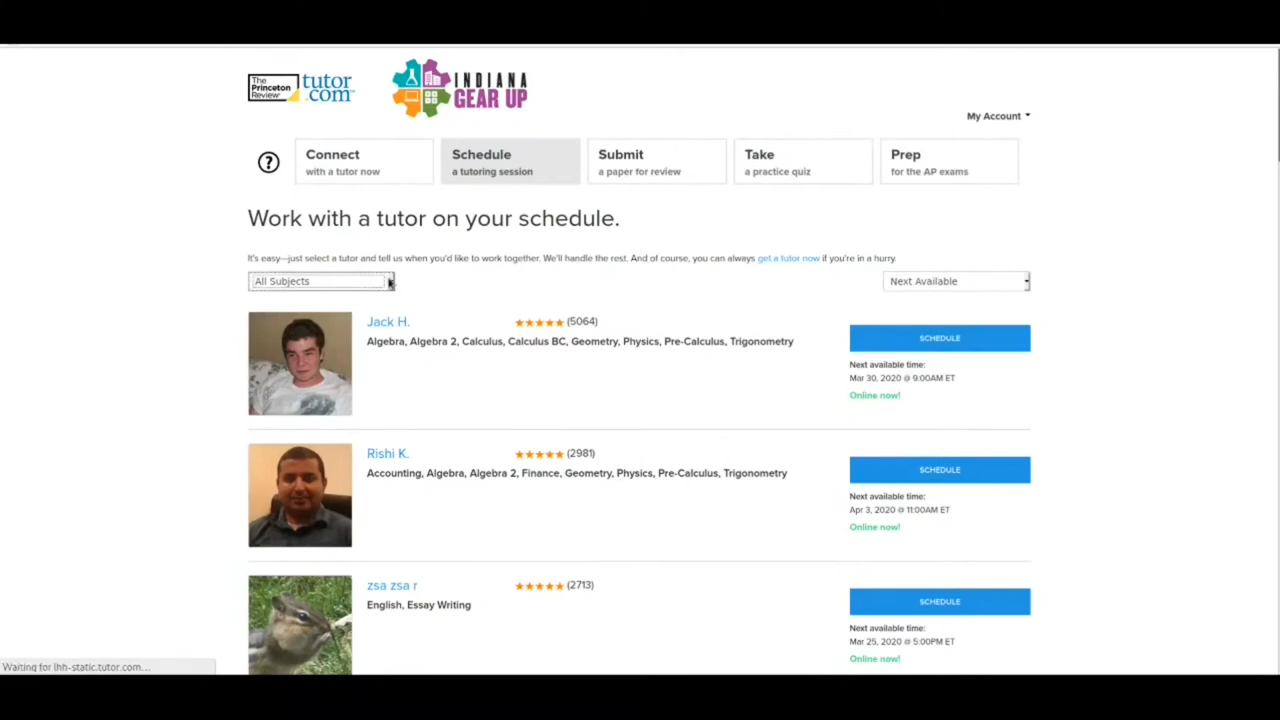 The Princeton Review
tutor.com™
INDIANA GEAR UP
My Account
?
Connect
with a tutor now
Schedule
a tutoring session
Submit
a paper for review
Take
a practice quiz
Prep
for the AP exams
Work with a tutor on your schedule.
It's easy—just select a tutor and tell us when you'd like to work together. We'll handle the rest. And of course, you can always get a tutor now if you're in a hurry.
All Subjects
Next Available
Jack H.
(5064)
Algebra, Algebra 2, Calculus, Calculus BC, Geometry, Physics, Pre-Calculus, Trigonometry
SCHEDULE
Next available time:
Mar 30, 2020 @ 9:00AM ET
Online now!
Rishi K.
(2981)
Accounting, Algebra, Algebra 2, Finance, Geometry, Physics, Pre-Calculus, Trigonometry
SCHEDULE
Next available time:
Apr 3, 2020 @ 11:00AM ET
Online now!
zsa zsa r
(2713)
English, Essay Writing
SCHEDULE
Next available time:
Mar 25, 2020 @ 5:00PM ET
Online now!
Waiting for lhh-static.tutor.com...